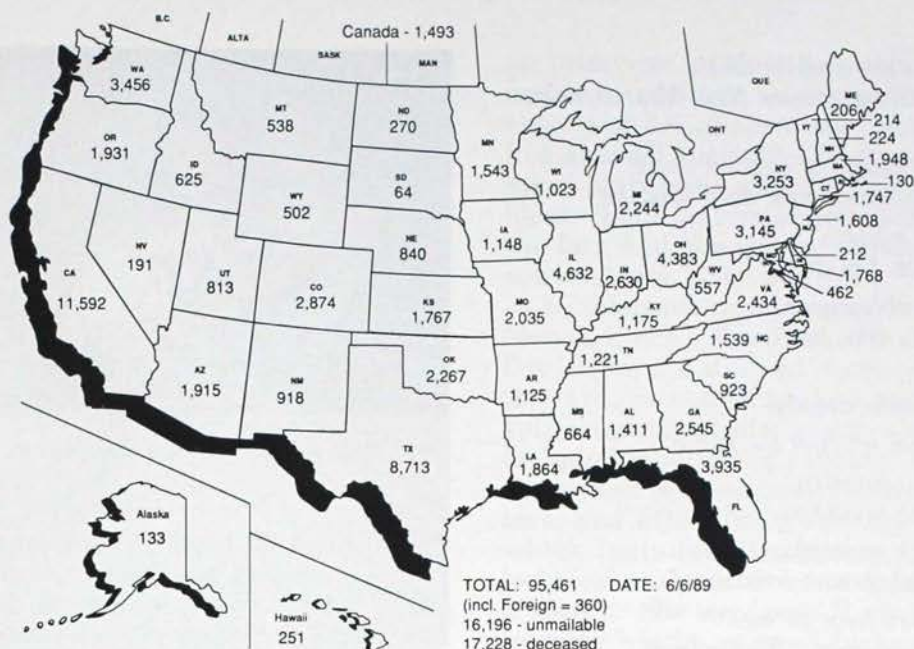 B.C.
ALTA
SASK
MAN
Canada - 1,493
ONT
QUE
WA
3,456
OR
1,931
ID
625
MT
538
WY
502
ND
270
SD
64
NE
840
MN
1,543
WI
1,023
MI
2,244
ME
206
VT
214
NH
224
MA
1,948
130
CT
1,747
NY
3,253
PA
3,145
NJ
1,608
212
1,768
462
CA
11,592
NV
191
UT
813
CO
2,874
KS
1,767
IA
1,148
MO
2,035
IL
4,632
IN
2,630
OH
4,383
WV
557
VA
2,434
KY
1,175
NC
1,539
TN
1,221
AZ
1,915
NM
918
OK
2,267
AR
1,125
SC
923
MS
664
AL
1,411
GA
2,545
TX
8,713
LA
1,864
3,935
FL
Alaska
133
Hawaii
251
TOTAL: 95,461 DATE: 6/6/89
(incl. Foreign = 360)
16,196 - unmailable
17,228 - deceased